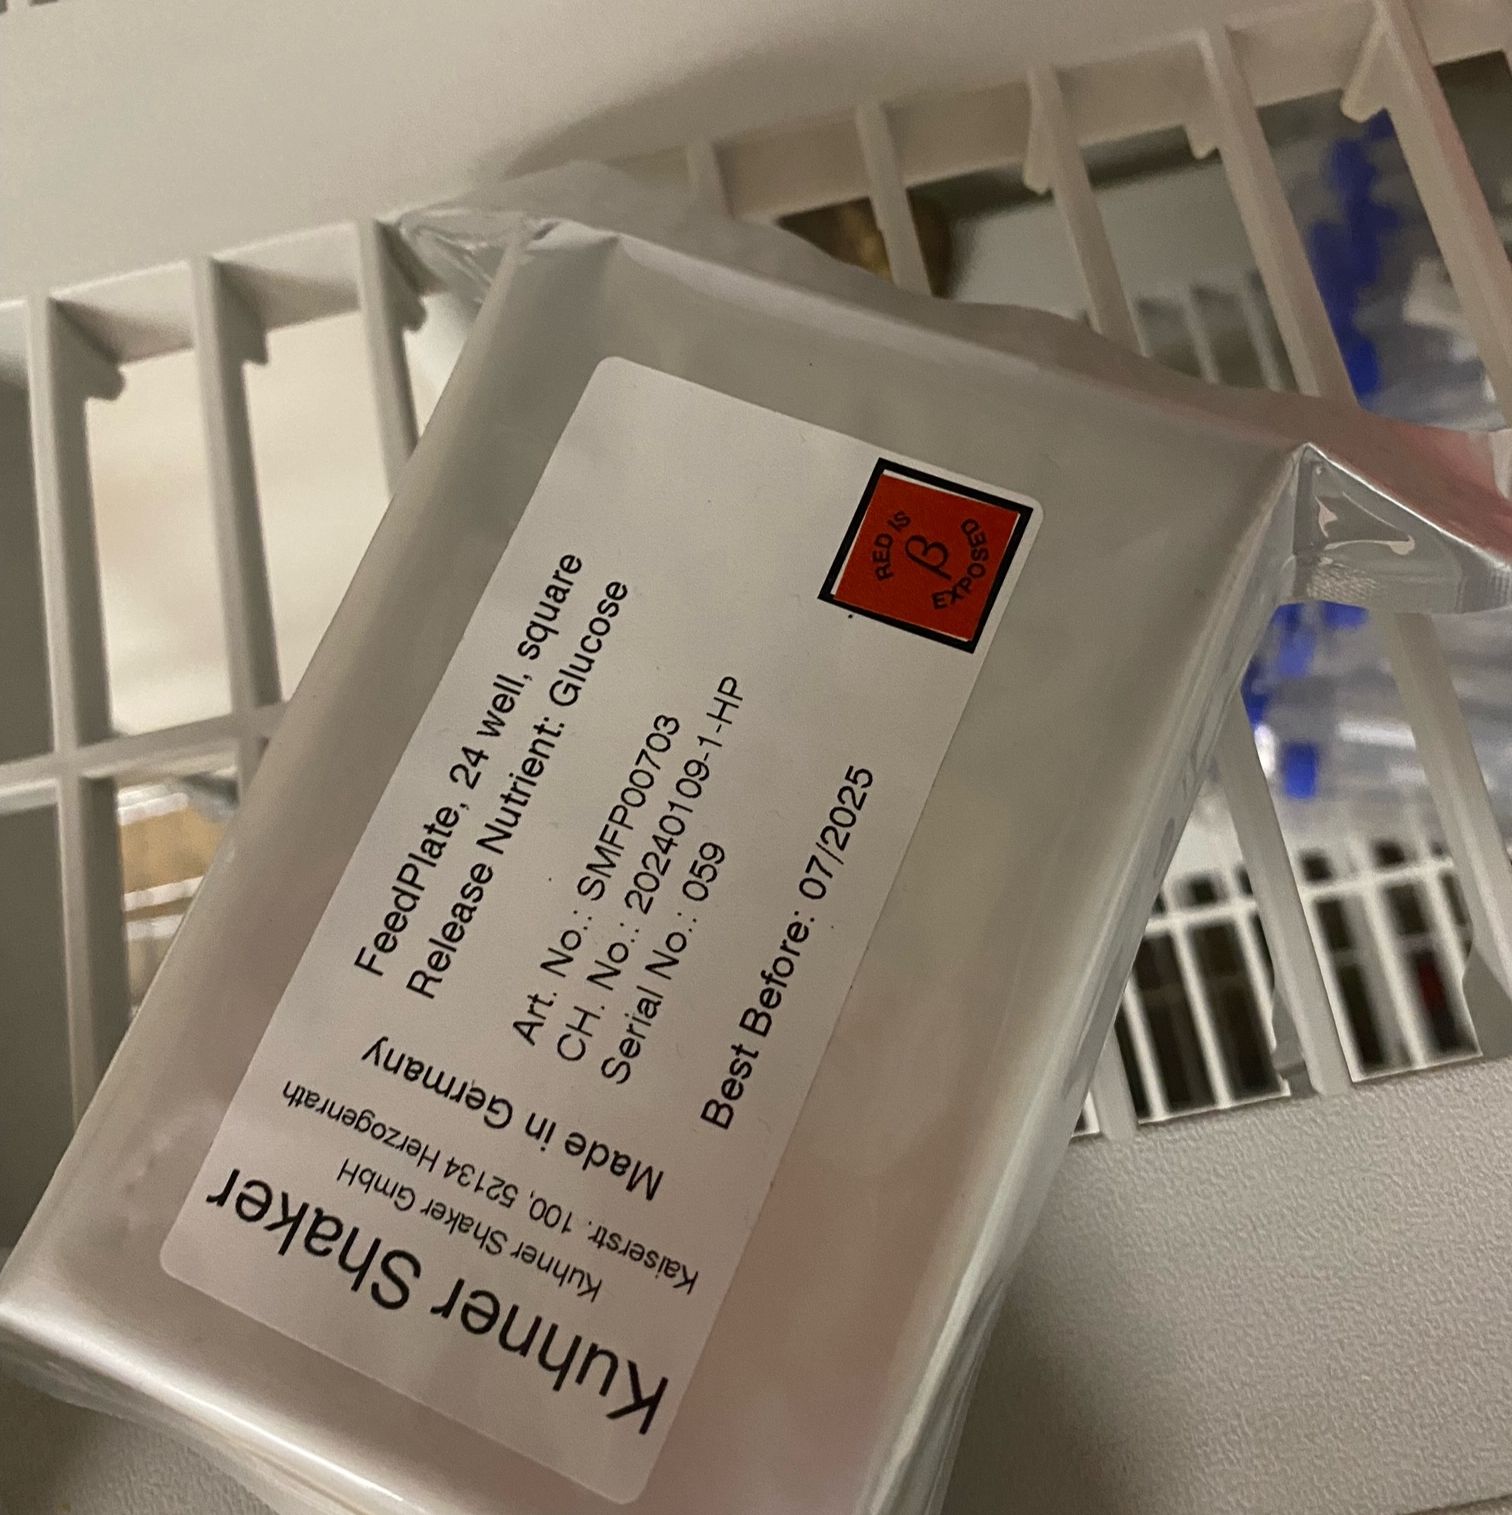 Kuhner Shaker
Kuhner Shaker GmbH
Kaiserstr. 100, 52134 Herzogenrath
Made in Germany
FeedPlate, 24 well, square
Release Nutrient: Glucose
Art. No.: SMFP00703
CH. No.: 20240109-1-HP
Serial No.: 059
Best Before: 07/2025
RED IS
β
EXPOSED